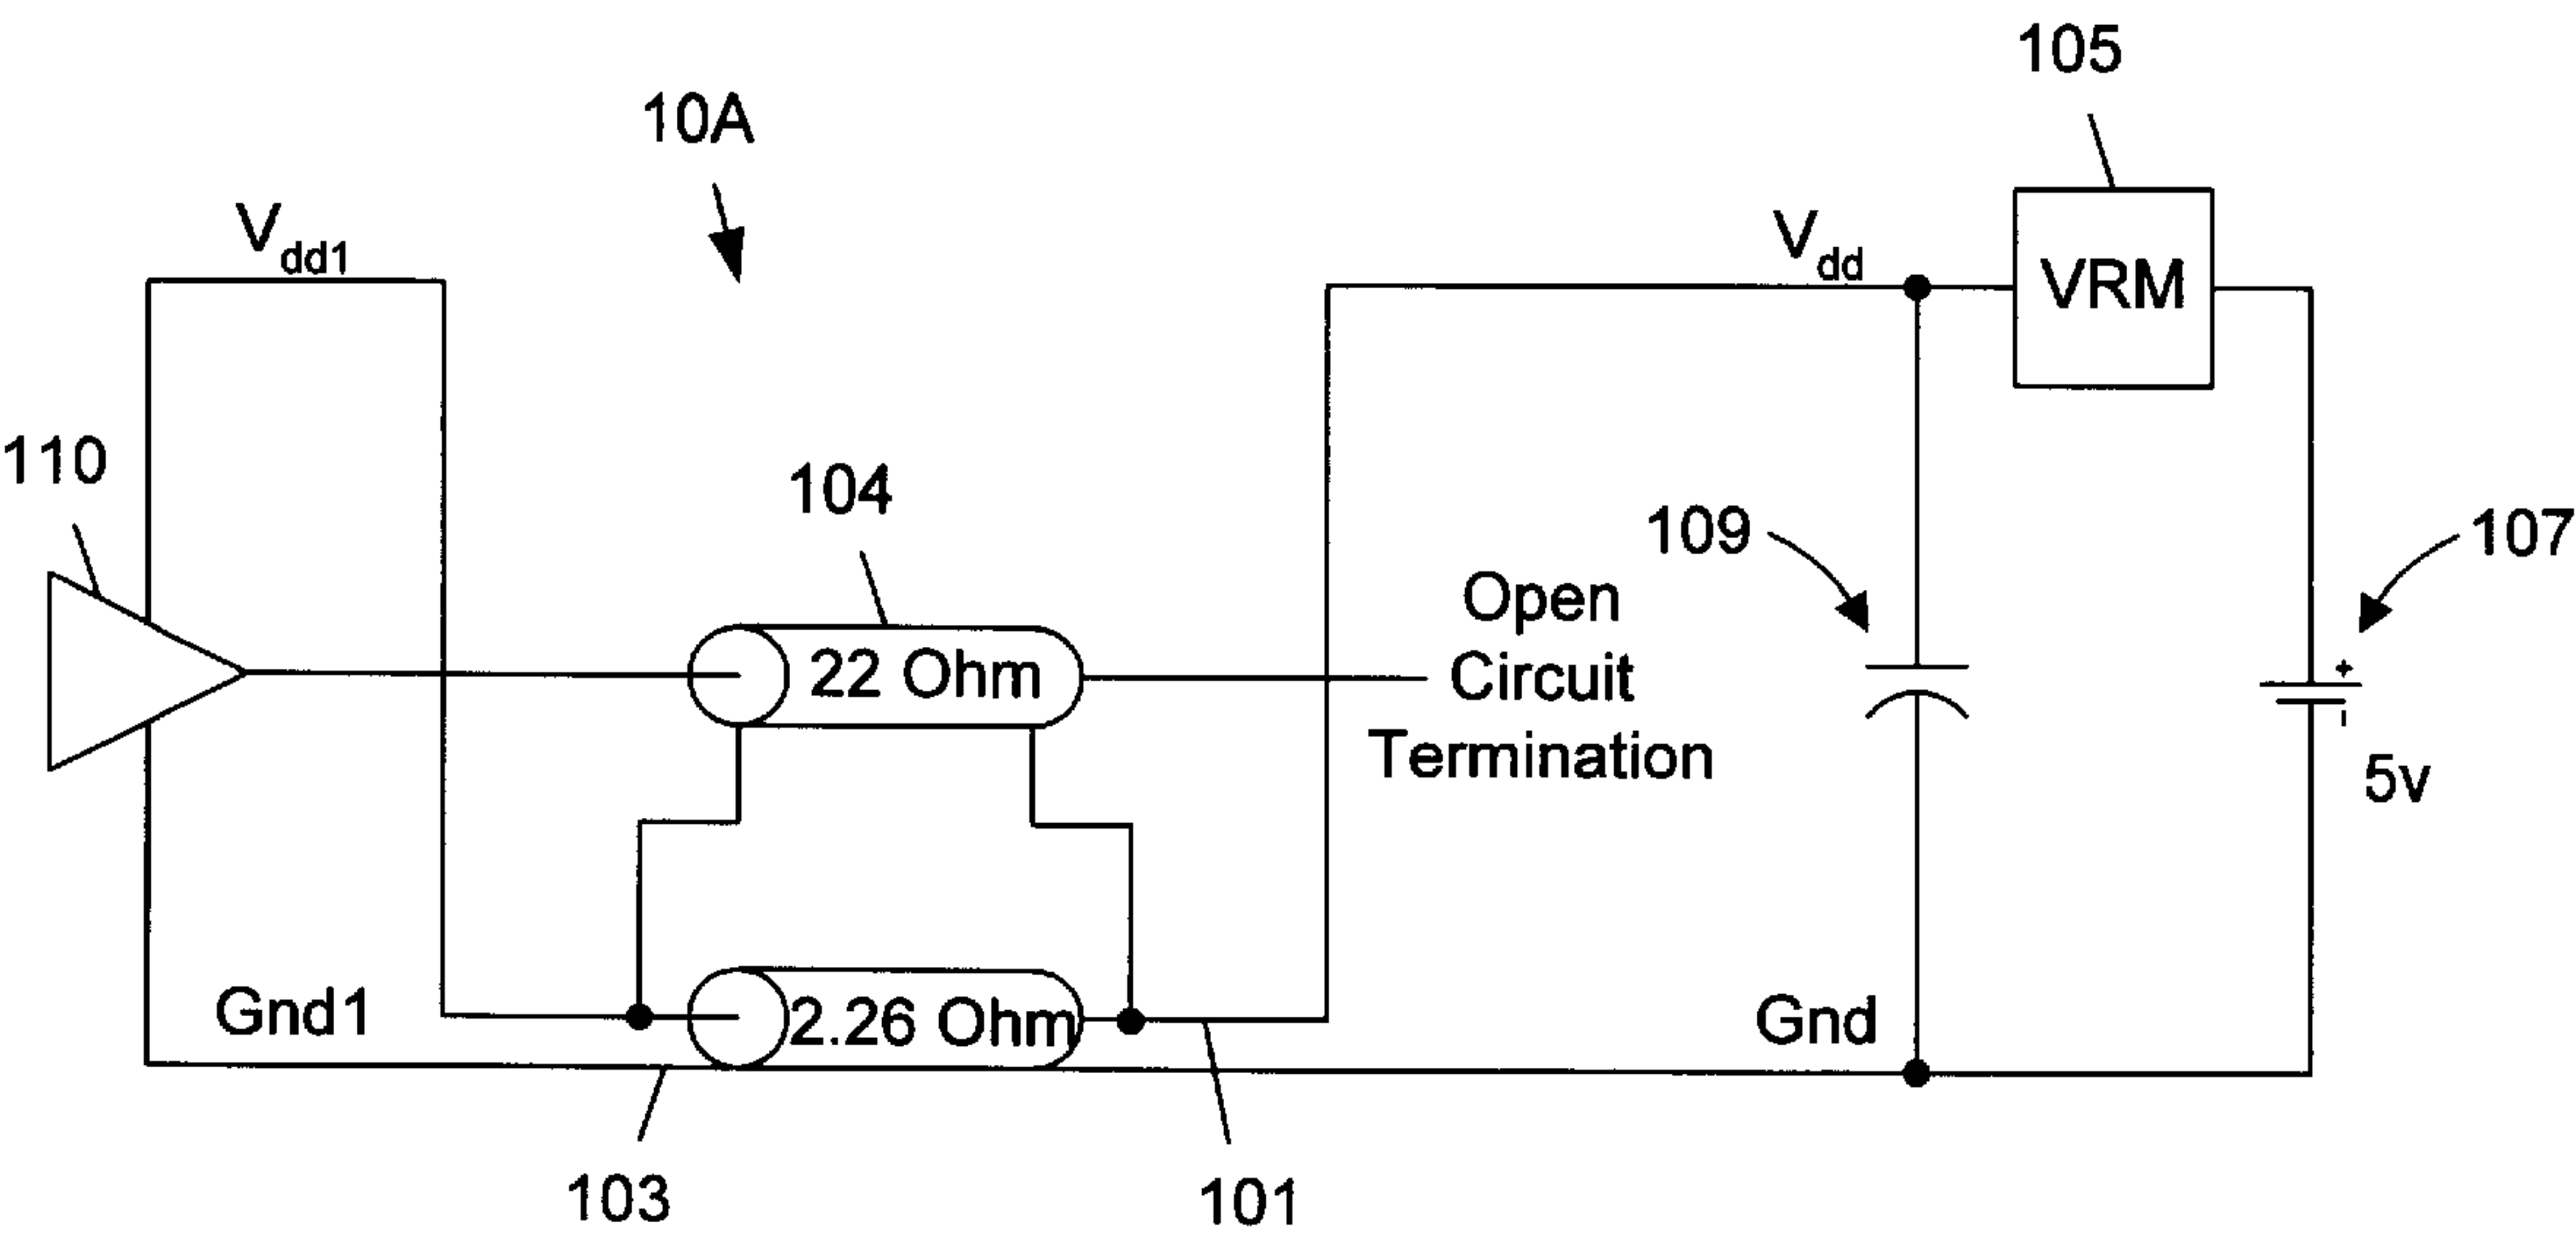 105
10A
Vdd1
Vdd
VRM
110
104
109
107
22 Ohm
Open
Circuit
Termination
+
-
5v
Gnd1
2.26 Ohm
Gnd
103
101